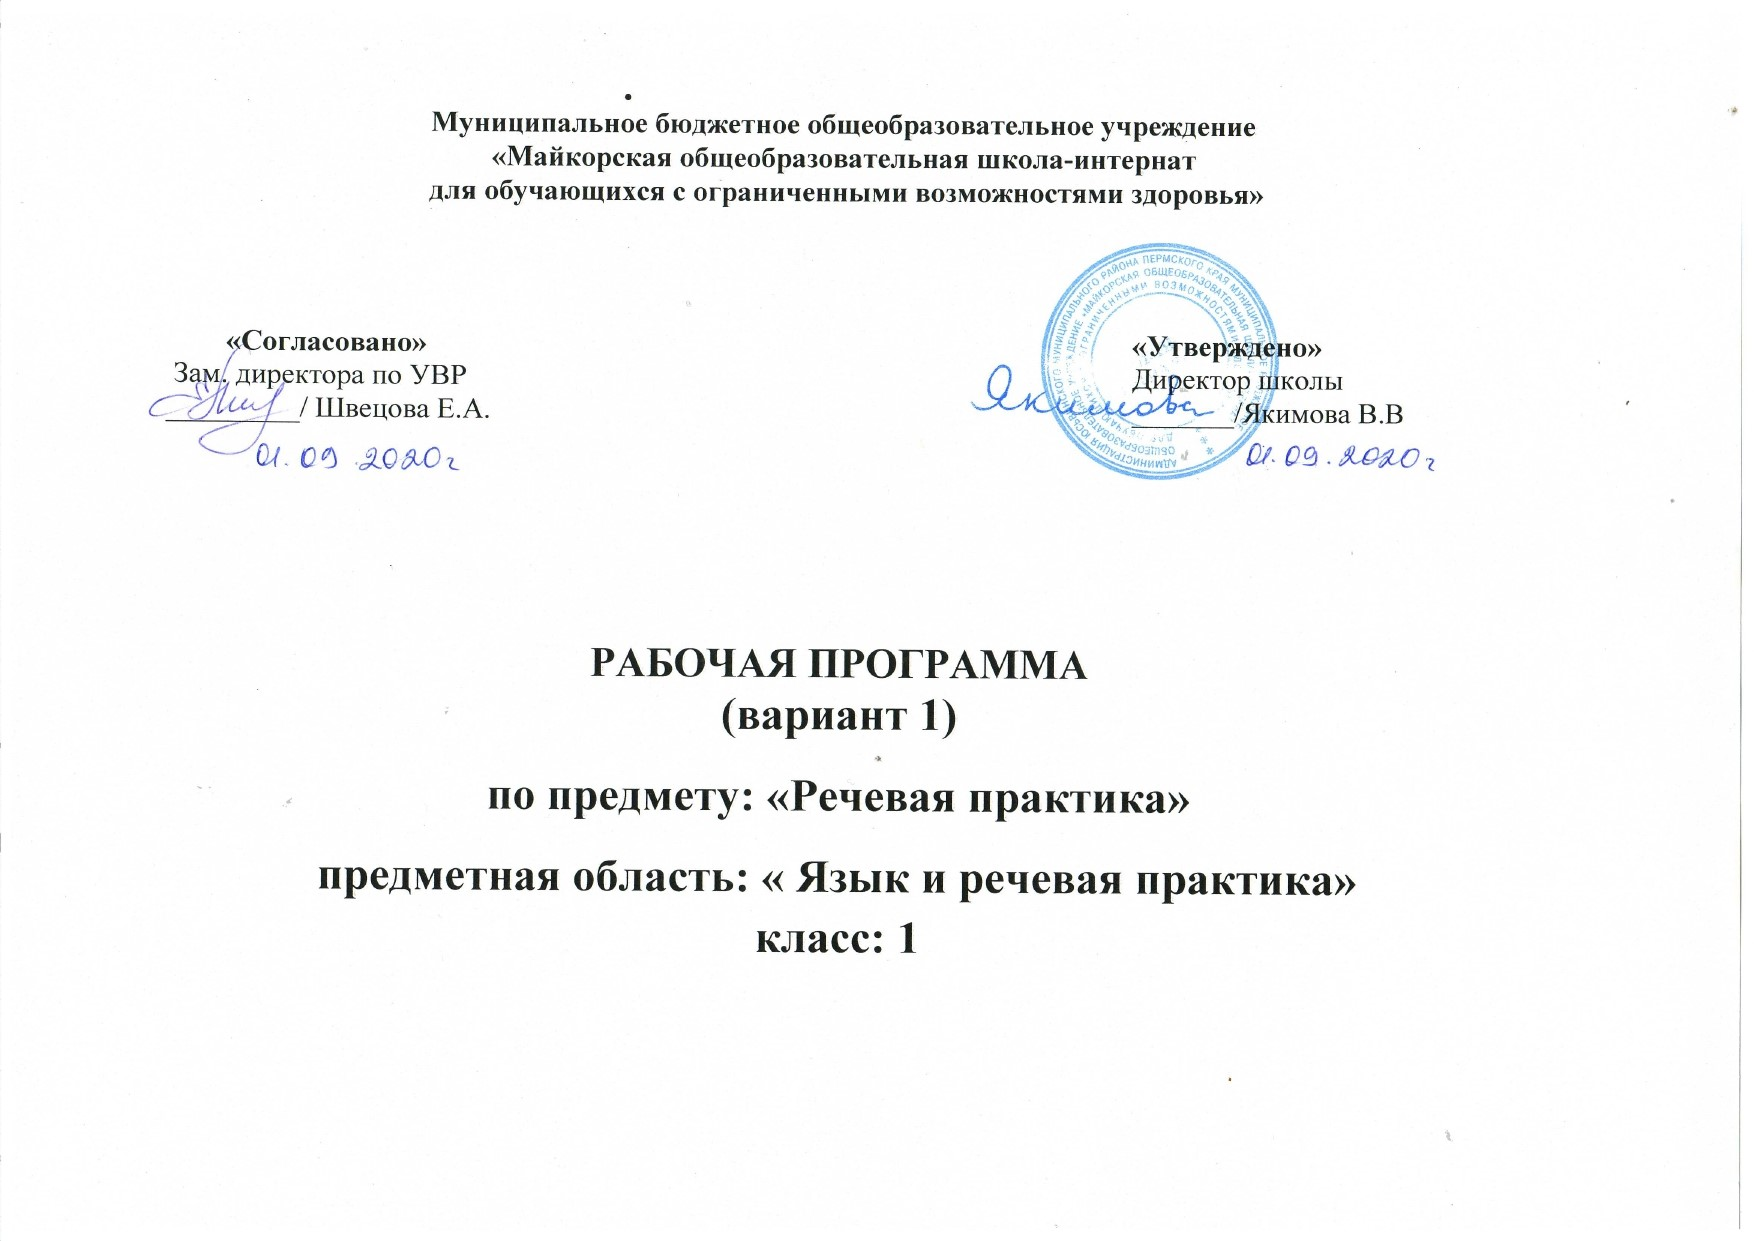 Муниципальное бюджетное общеобразовательное учреждение
«Майкорская общеобразовательная школа-интернат
для обучающихся с ограниченными возможностями здоровья»
«Согласовано»
Зам. директора по УВР
/ Швецова Е.А.
01.09.2020г
«Утверждено»
Директор школы
Якимова /Якимова В.В
01.09.2020г
РАБОЧАЯ ПРОГРАММА
(вариант 1)
по предмету: «Речевая практика»
предметная область: « Язык и речевая практика»
класс: 1